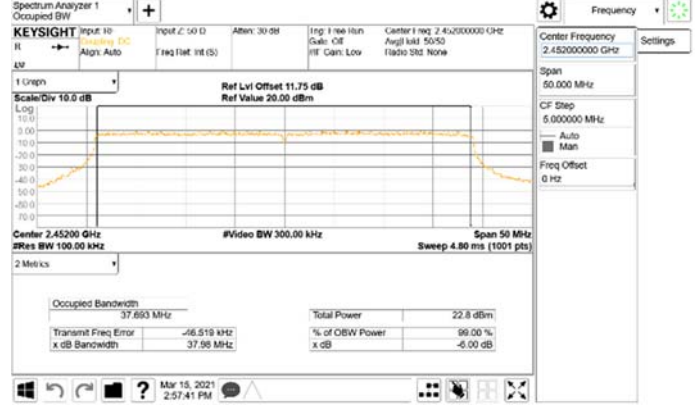 Spectrum Analyzer 1
Occupied BW
+
Frequency
KEYSIGHT Input: RF
Coupling: DC
Align: Auto
Input Z: 50 Ω
Freq Ref: Int (S)
Atten: 30 dB
Trig: Free Run
Gate: Off
#IF Gain: Low
Center Freq: 2.452000000 GHz
Avg|Hold: 50/50
Radio Std: None
R
Center Frequency
2.452000000 GHz
Settings
Span
50.000 MHz
CF Step
5.000000 MHz
Auto
Man
Freq Offset
0 Hz
1 Graph
Scale/Div 10.0 dB
Ref Lvl Offset 11.75 dB
Ref Value 20.00 dBm
Log
10.0
0.00
-10.0
-20.0
-30.0
-40.0
-50.0
-60.0
-70.0
Center 2.45200 GHz
#Video BW 300.00 kHz
Span 50 MHz
#Res BW 100.00 kHz
Sweep 4.80 ms (1001 pts)
2 Metrics
Occupied Bandwidth
37.693 MHz
Total Power 22.8 dBm
Transmit Freq Error -46.519 kHz
% of OBW Power 99.00 %
x dB Bandwidth 37.98 MHz
x dB -6.00 dB
?
Mar 15, 2021
2:57:41 PM